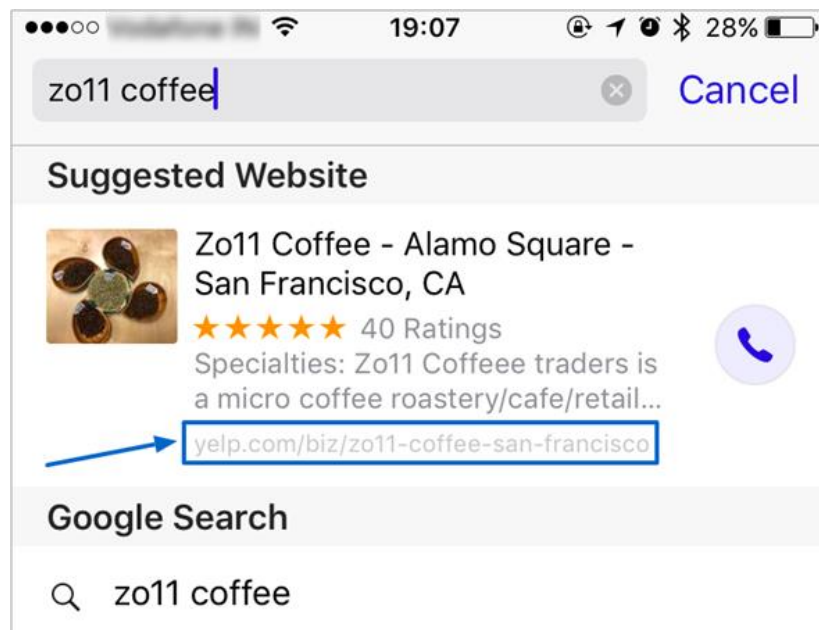 19:07 28%
zo11 coffee Cancel
Suggested Website
Zo11 Coffee - Alamo Square -
San Francisco, CA
40 Ratings
Specialties: Zo11 Coffeee traders is
a micro coffee roastery/cafe/retail...
yelp.com/biz/zo11-coffee-san-francisco
Google Search
zo11 coffee